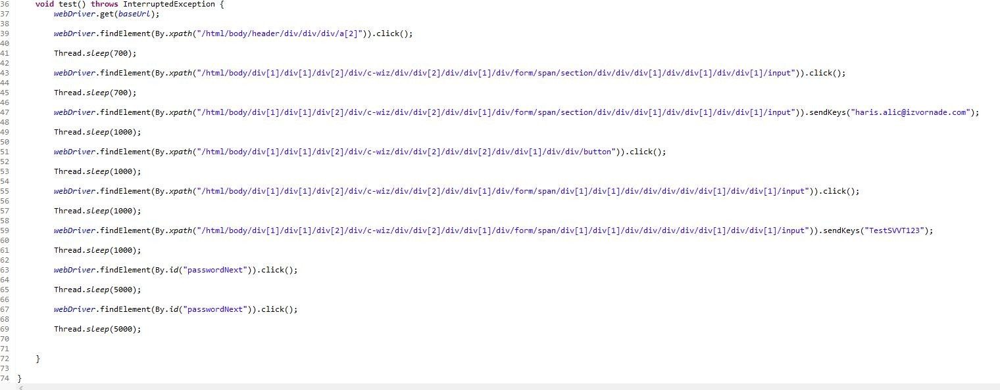 36 void test() throws InterruptedException {
37 webDriver.get(baseUrl);
38
39 webDriver.findElement(By.xpath("/html/body/header/div/div/div/a[2]")).click();
40
41 Thread.sleep(700);
42
43 webDriver.findElement(By.xpath("/html/body/div[1]/div[1]/div[2]/div/c-wiz/div/div[2]/div/div[1]/div/form/span/section/div/div/div[1]/div/div[1]/div/div[1]/input")).click();
44
45 Thread.sleep(700);
46
47 webDriver.findElement(By.xpath("/html/body/div[1]/div[1]/div[2]/div/c-wiz/div/div[2]/div/div[1]/div/form/span/section/div/div/div[1]/div/div[1]/div/div[1]/input")).sendKeys("haris.alic@izvornade.com");
48
49 Thread.sleep(1000);
50
51 webDriver.findElement(By.xpath("/html/body/div[1]/div[1]/div[2]/div/c-wiz/div/div[2]/div/div[2]/div/div[1]/div/div/button")).click();
52
53 Thread.sleep(1000);
54
55 webDriver.findElement(By.xpath("/html/body/div[1]/div[1]/div[2]/div/c-wiz/div/div[2]/div/div[1]/div/form/span/div[1]/div[1]/div/div/div/div/div[1]/div/div[1]/input")).click();
56
57 Thread.sleep(1000);
58
59 webDriver.findElement(By.xpath("/html/body/div[1]/div[1]/div[2]/div/c-wiz/div/div[2]/div/div[1]/div/form/span/div[1]/div[1]/div/div/div/div/div[1]/div/div[1]/input")).sendKeys("TestSVVT123");
60
61 Thread.sleep(1000);
62
63 webDriver.findElement(By.id("passwordNext")).click();
64
65 Thread.sleep(5000);
66
67 webDriver.findElement(By.id("passwordNext")).click();
68
69 Thread.sleep(5000);
70
71
72 }
73
74 }